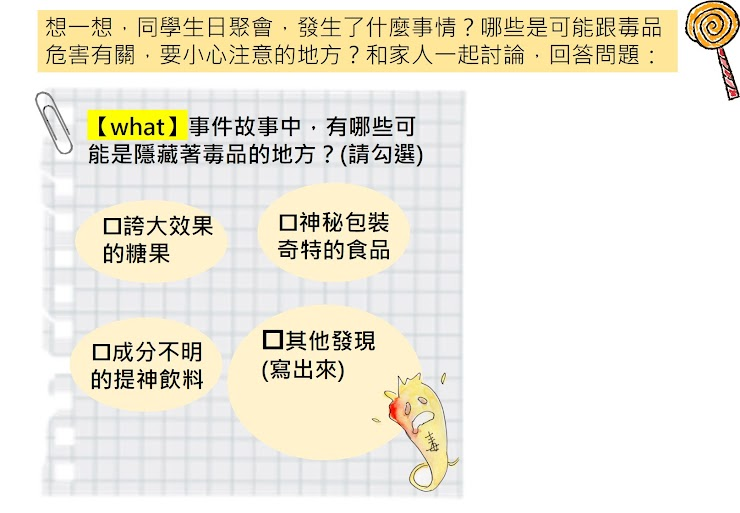 想一想，同學生日聚會，發生了什麼事情？哪些是可能跟毒品
危害有關，要小心注意的地方？和家人一起討論，回答問題：
【what】事件故事中，有哪些可
能是隱藏著毒品的地方？(請勾選)
□誇大效果
的糖果
□神秘包裝
奇特的食品
□成分不明
的提神飲料
□其他發現
(寫出來)
毒